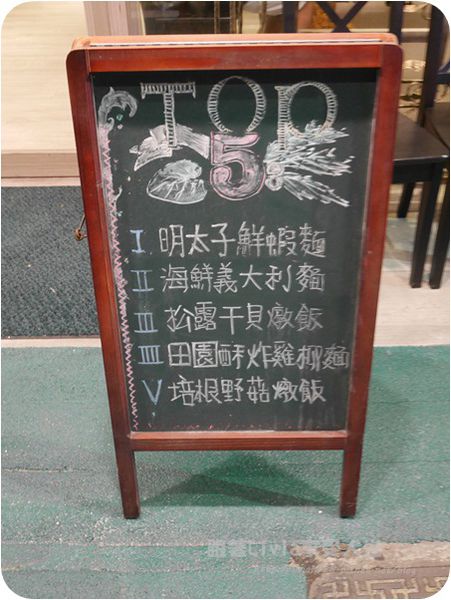 TOP
5
I 明太子鮮蝦麵
II 海鮮義大利麵
III 松露干貝燉飯
IIII 田園酥炸雞柳麵
V 培根野菇燉飯